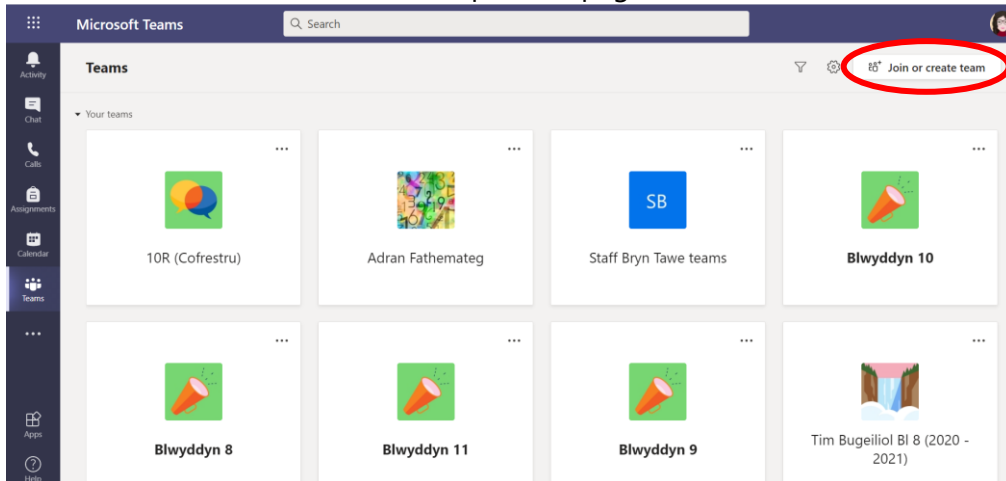 Microsoft Teams
Search
Activity
Chat
Calls
Assignments
Calendar
Teams
Apps
Help
Teams
Join or create team
Your teams
10R (Cofrestru)
Adran Fathemateg
SB
Staff Bryn Tawe teams
Blwyddyn 10
Blwyddyn 8
Blwyddyn 11
Blwyddyn 9
Tim Bugeiliol Bl 8 (2020 -
2021)